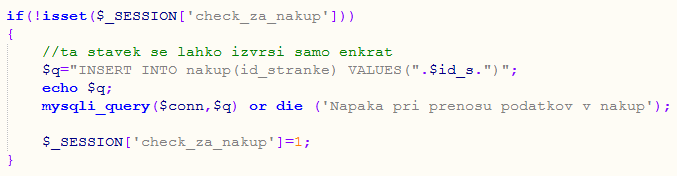 if(!isset($_SESSION['check_za_nakup']))
{
//ta stavek se lahko izvrsi samo enkrat
$q="INSERT INTO nakup(id_stranke) VALUES(".$id_s.")";
echo $q;
mysqli_query($conn,$q) or die ('Napaka pri prenosu podatkov v nakup');
$_SESSION['check_za_nakup']=1;
}